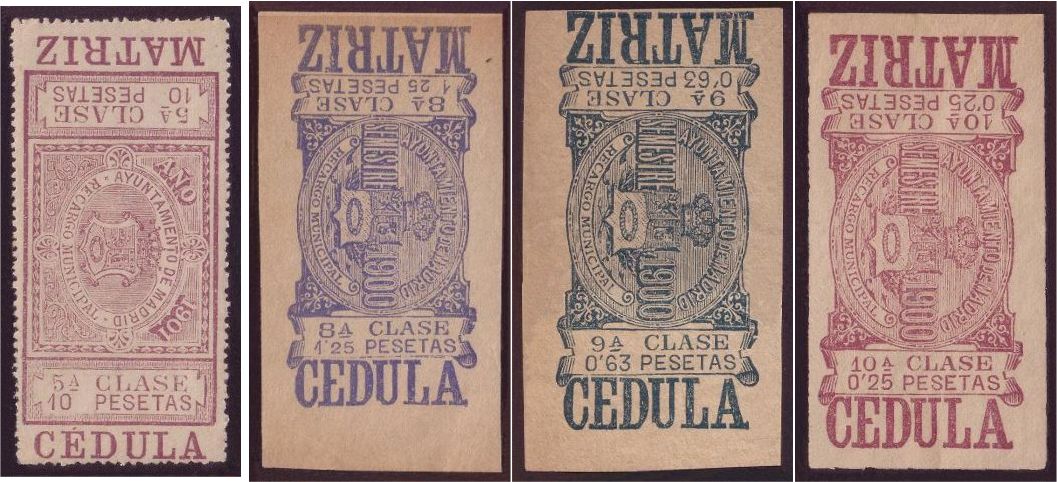 MATRIZ
5ª CLASE
10 PESETAS
AÑO
AYUNTAMIENTO DE MADRID
RECARGO MUNICIPAL
1901
5ª CLASE
10 PESETAS
CÉDULA
MATRIZ
8ª CLASE
1 25 PESETAS
AYUNTAMIENTO DE MADRID
RECARGO MUNICIPAL
1900
8ª CLASE
1'25 PESETAS
CEDULA
MATRIZ
9ª CLASE
0'63 PESETAS
AYUNTAMIENTO DE MADRID
RECARGO MUNICIPAL
1900
9ª CLASE
0'63 PESETAS
CEDULA
MATRIZ
10ª CLASE
0'25 PESETAS
AYUNTAMIENTO DE MADRID
RECARGO MUNICIPAL
1900
10ª CLASE
0'25 PESETAS
CEDULA